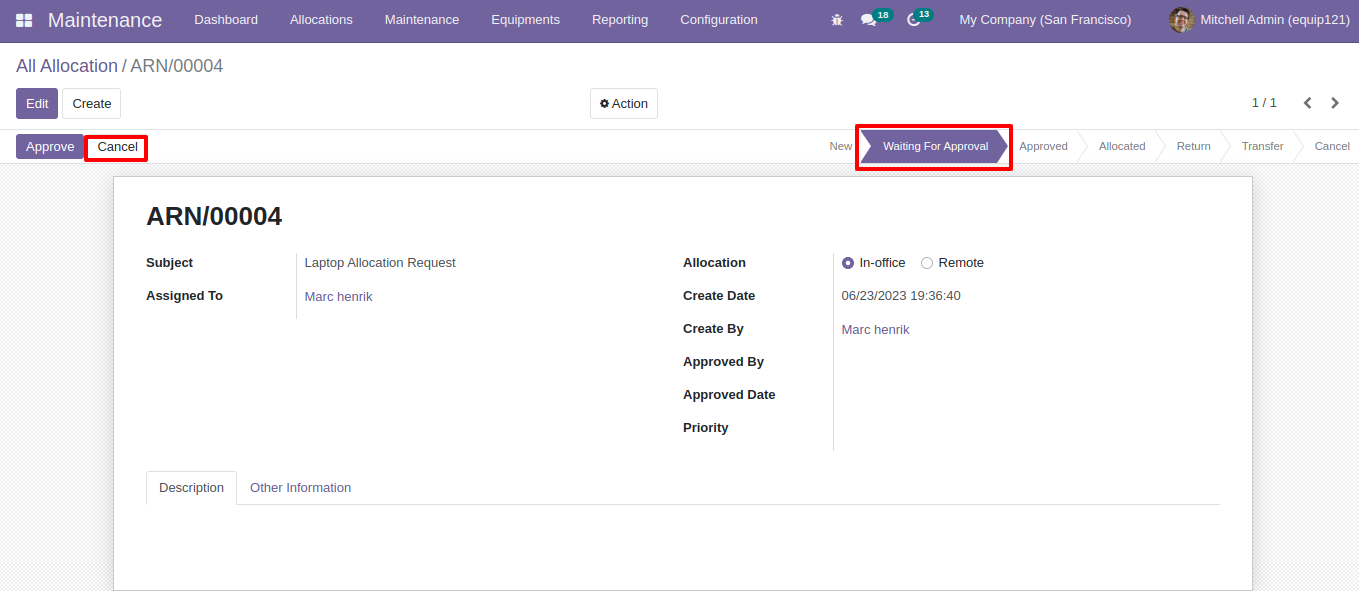 Maintenance Dashboard Allocations Maintenance Equipments Reporting Configuration 18 13 My Company (San Francisco) Mitchell Admin (equip121)
All Allocation / ARN/00004
Edit Create Action 1 / 1
Approve Cancel New Waiting For Approval Approved Allocated Return Transfer Cancel
ARN/00004
Subject Laptop Allocation Request
Assigned To Marc henrik
Allocation In-office Remote
Create Date 06/23/2023 19:36:40
Create By Marc henrik
Approved By
Approved Date
Priority
Description Other Information